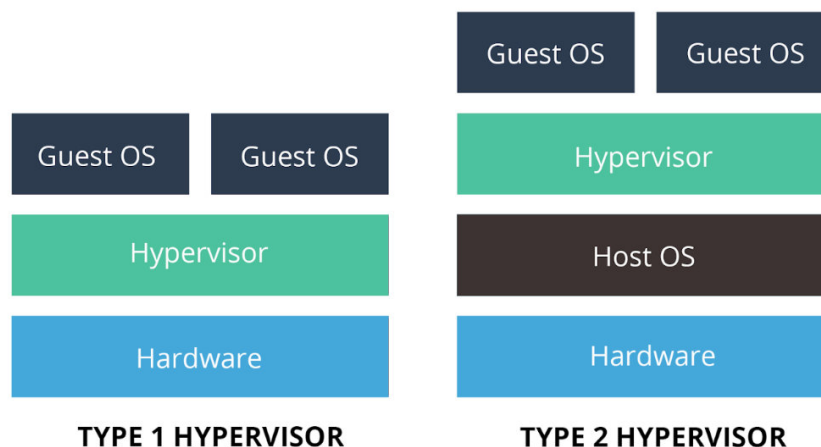 Guest OS
Guest OS
Hypervisor
Hardware
TYPE 1 HYPERVISOR
Guest OS
Guest OS
Hypervisor
Host OS
Hardware
TYPE 2 HYPERVISOR